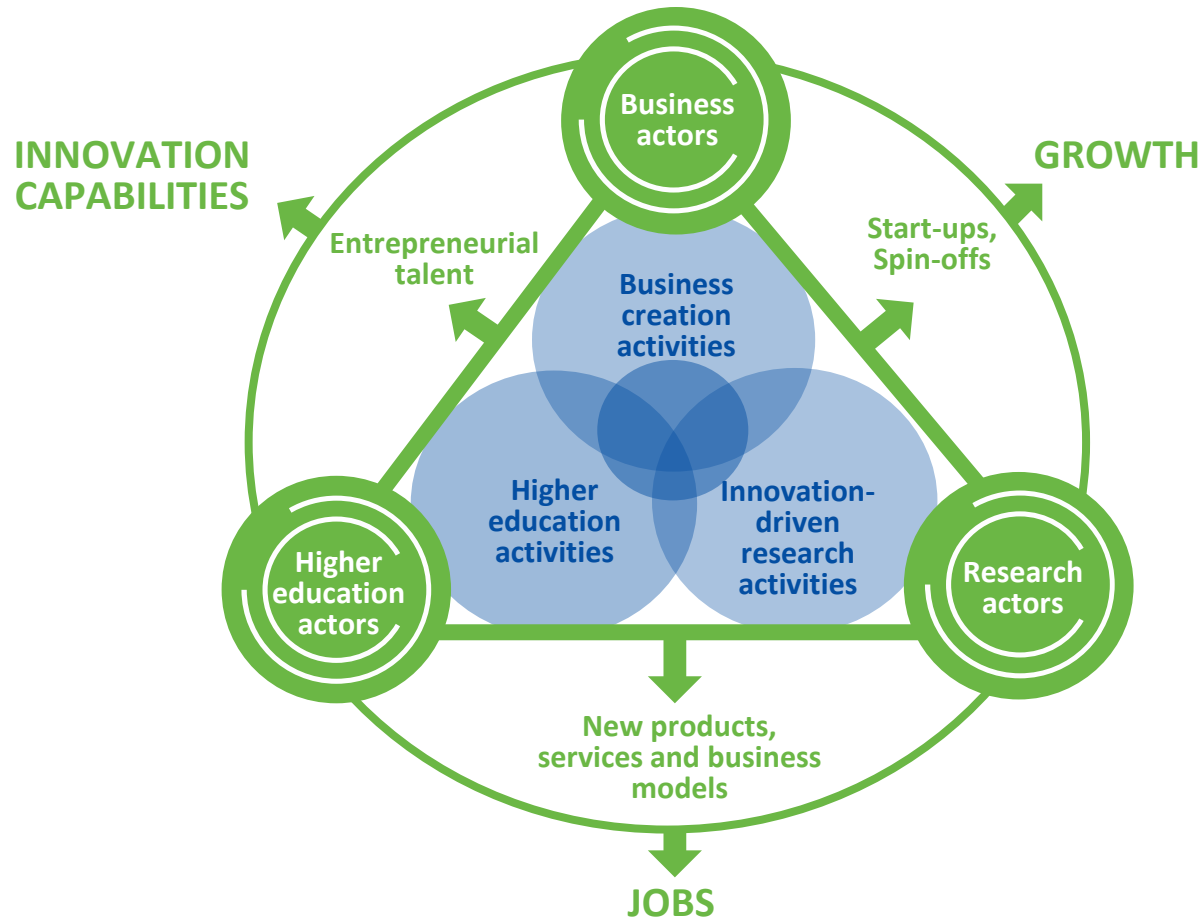 Business
actors
INNOVATION
CAPABILITIES
GROWTH
Entrepreneurial
talent
Start-ups,
Spin-offs
Business
creation
activities
Higher
education
activities
Innovation-
driven
research
activities
Higher
education
actors
Research
actors
New products,
services and business
models
JOBS